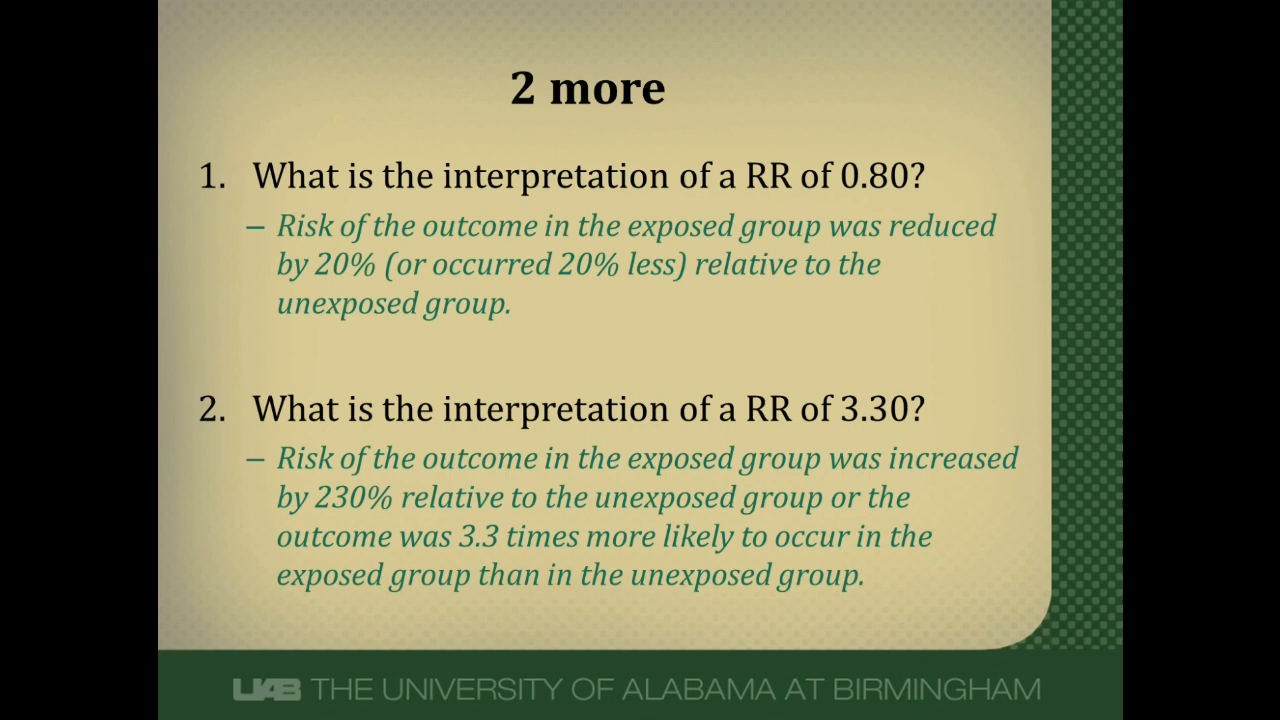 2 more
1. What is the interpretation of a RR of 0.80?
– Risk of the outcome in the exposed group was reduced
by 20% (or occurred 20% less) relative to the
unexposed group.
2. What is the interpretation of a RR of 3.30?
– Risk of the outcome in the exposed group was increased
by 230% relative to the unexposed group or the
outcome was 3.3 times more likely to occur in the
exposed group than in the unexposed group.
UAB THE UNIVERSITY OF ALABAMA AT BIRMINGHAM